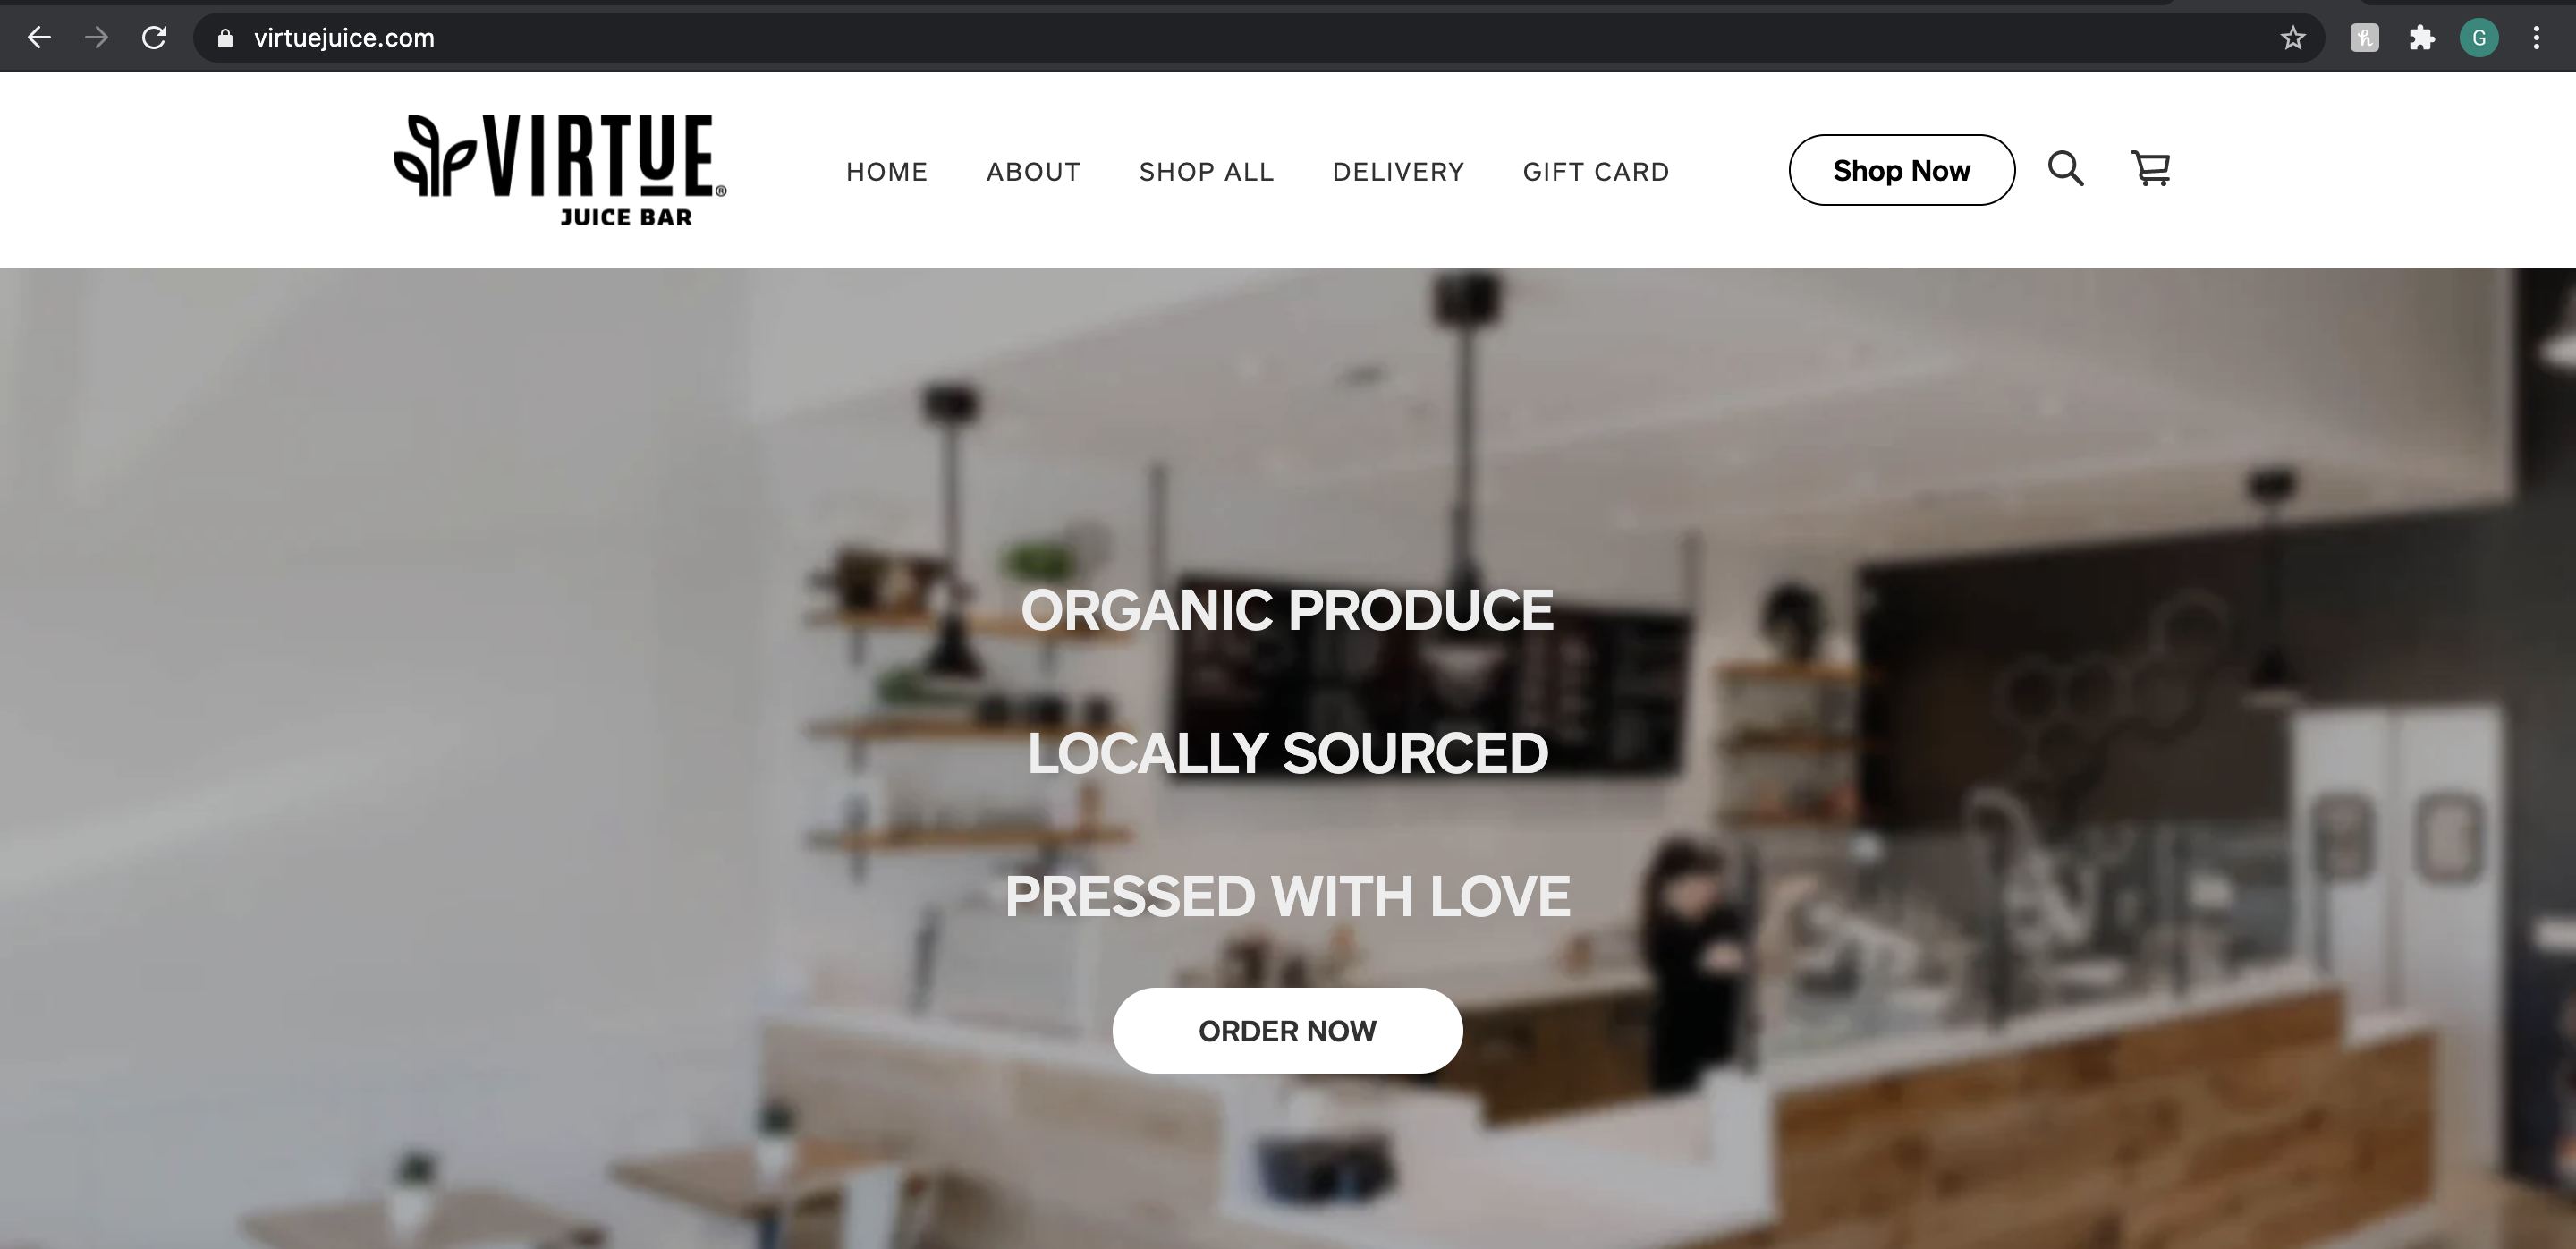 virtuejuice.com
G
VIRTUE®
JUICE BAR
HOME ABOUT SHOP ALL DELIVERY GIFT CARD Shop Now
ORGANIC PRODUCE
LOCALLY SOURCED
PRESSED WITH LOVE
ORDER NOW